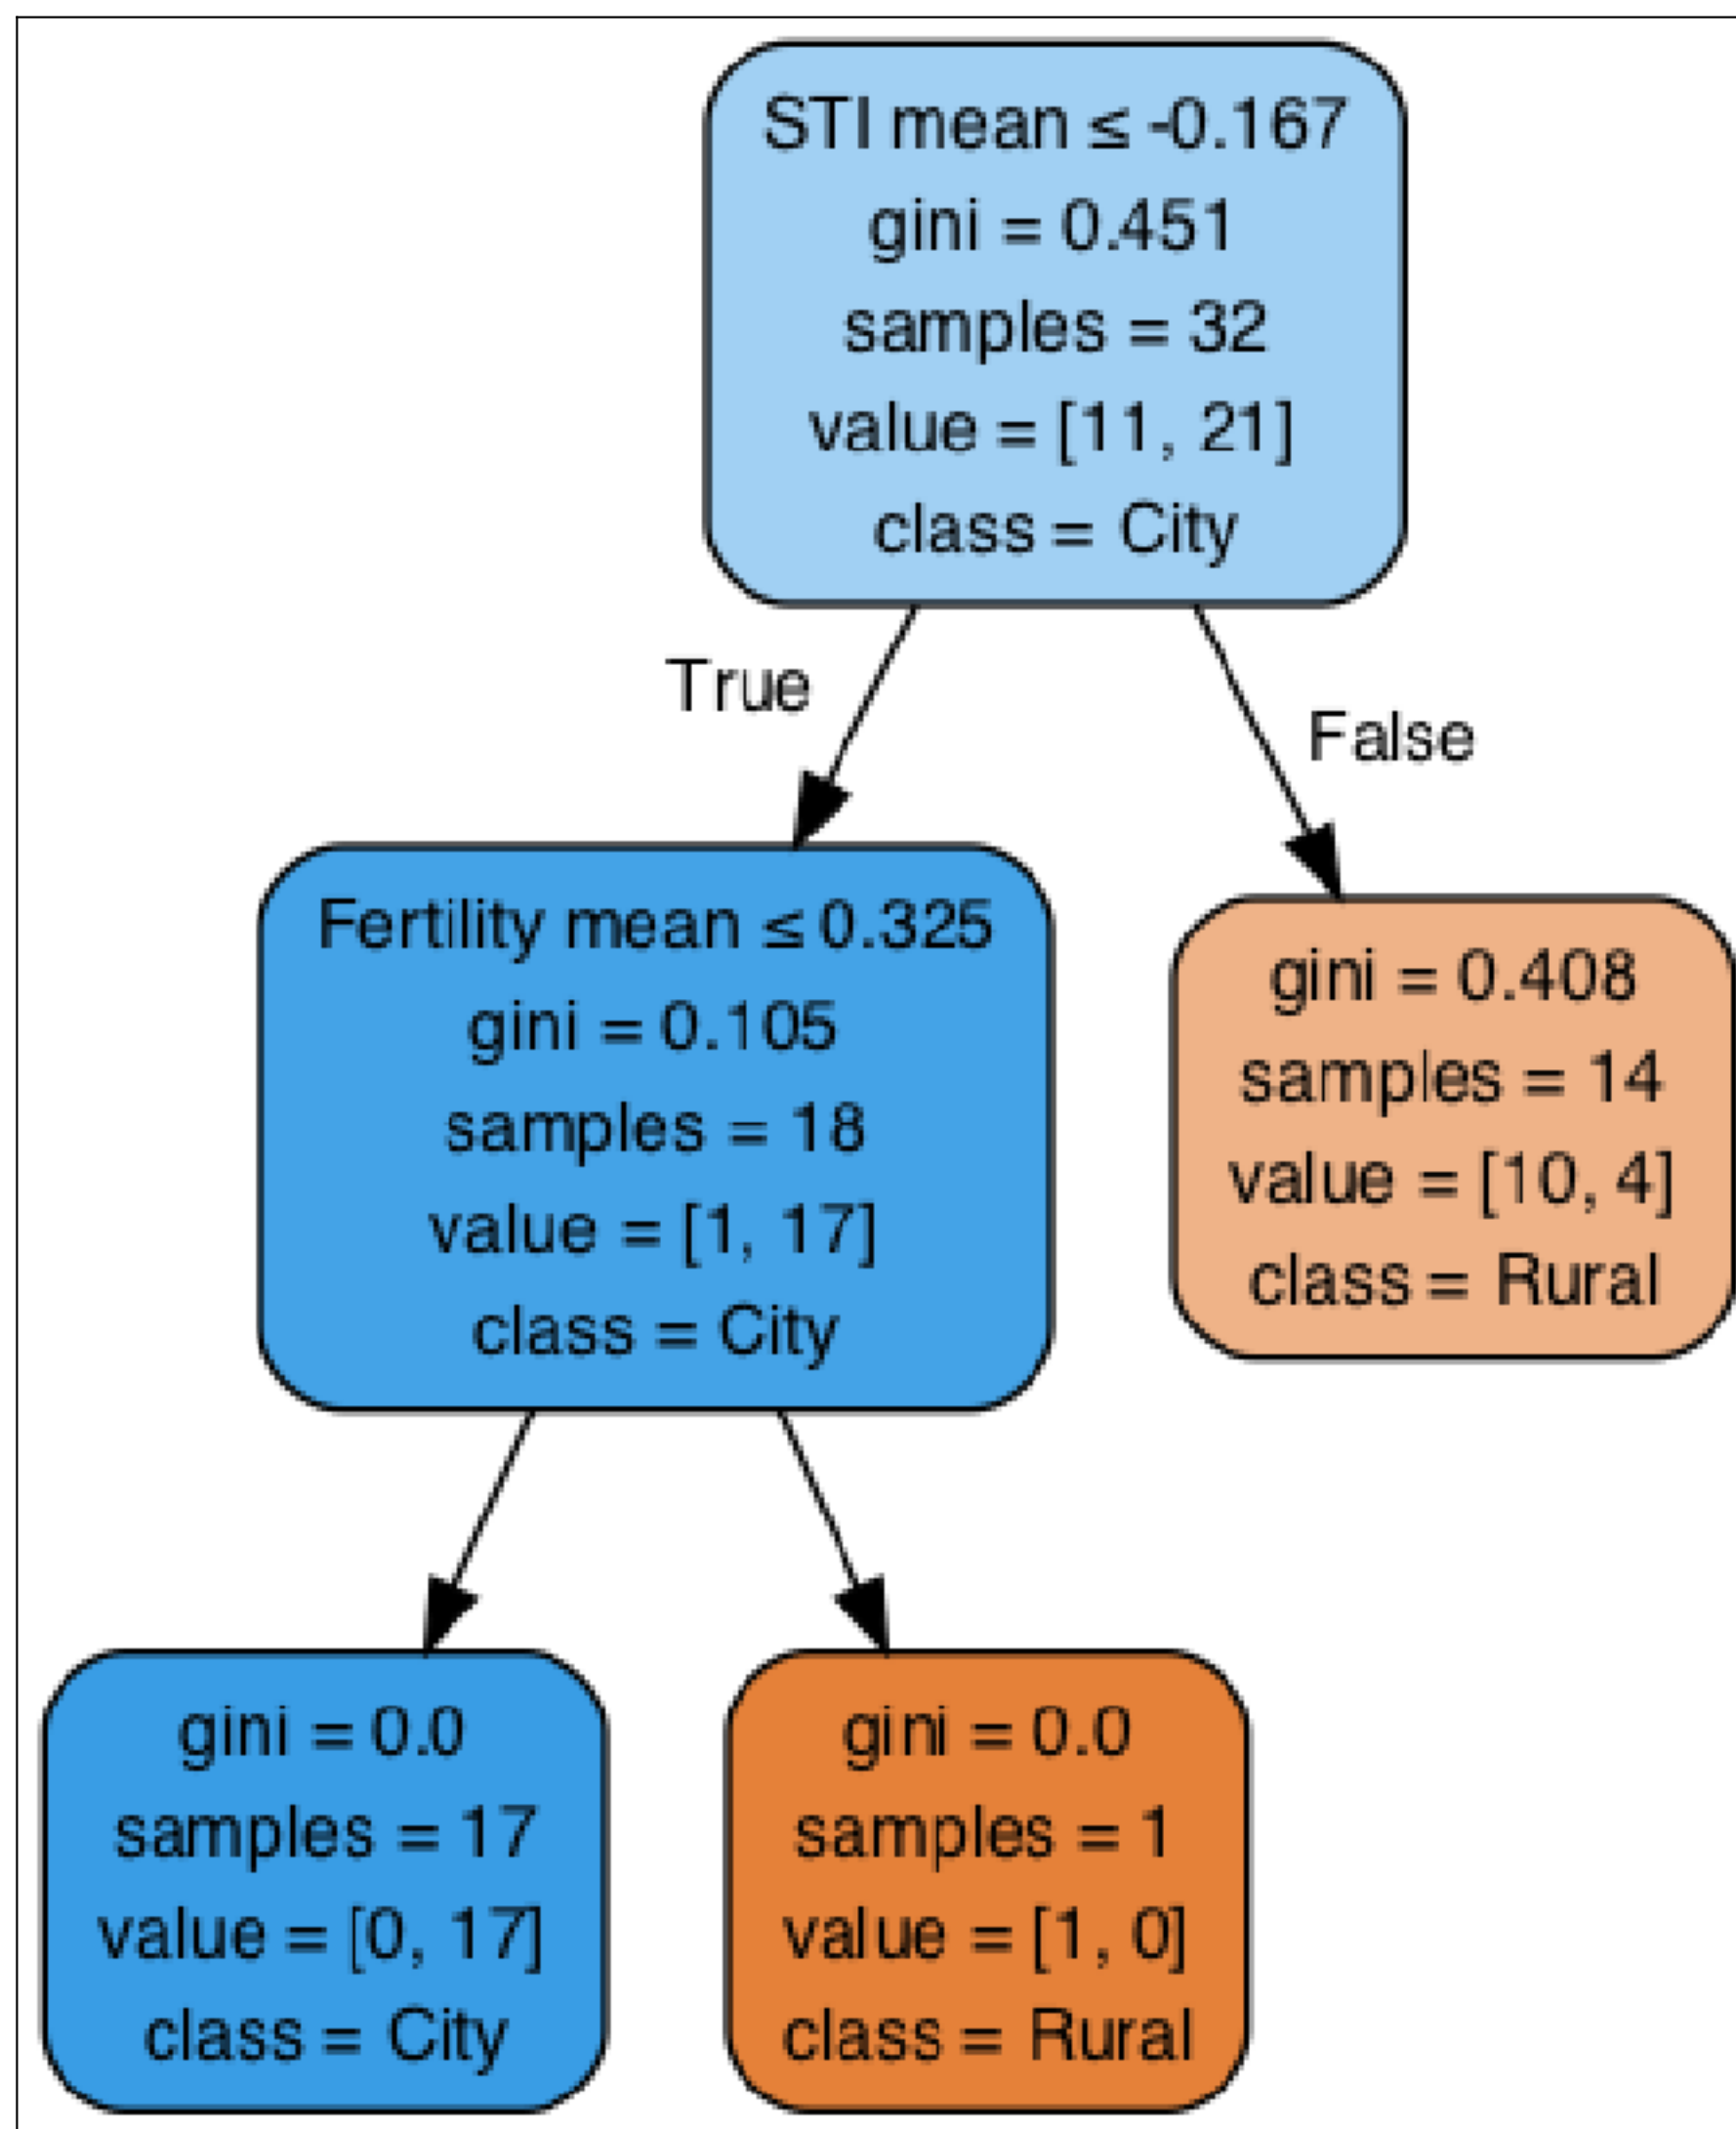 STI mean ≤ -0.167
gini = 0.451
samples = 32
value = [11, 21]
class = City
True
False
Fertility mean ≤ 0.325
gini = 0.105
samples = 18
value = [1, 17]
class = City
gini = 0.408
samples = 14
value = [10, 4]
class = Rural
gini = 0.0
samples = 17
value = [0, 17]
class = City
gini = 0.0
samples = 1
value = [1, 0]
class = Rural